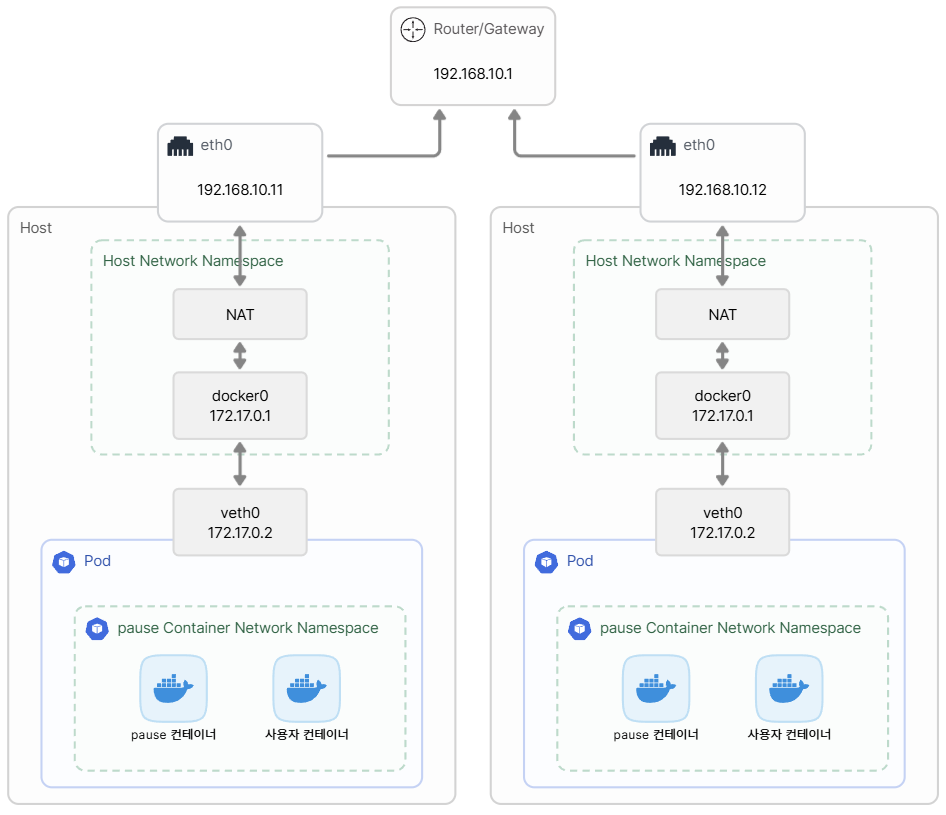 Router/Gateway
192.168.10.1
eth0
192.168.10.11
eth0
192.168.10.12
Host
Host Network Namespace
NAT
docker0
172.17.0.1
veth0
172.17.0.2
Pod
pause Container Network Namespace
pause 컨테이너
사용자 컨테이너
Host
Host Network Namespace
NAT
docker0
172.17.0.1
veth0
172.17.0.2
Pod
pause Container Network Namespace
pause 컨테이너
사용자 컨테이너